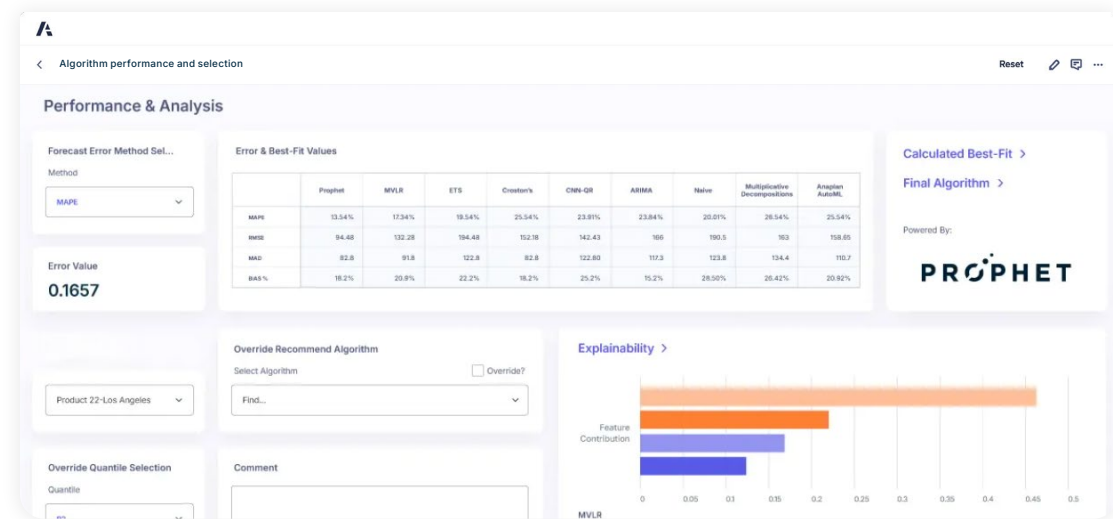 Algorithm performance and selection
Reset
Performance & Analysis
Forecast Error Method Sel...
Method
MAPE
Error Value
0.1657
Error & Best-Fit Values
Prophet MVLR ETS Croston's CNN-QR ARIMA Naive Multiplicative Decompositions Anaplan AutoML
MAPE 13.54% 17.34% 19.54% 25.54% 23.91% 23.84% 20.01% 26.54% 25.54%
RMSE 94.48 132.28 194.48 152.18 142.43 166 190.5 163 158.65
MAD 82.8 91.8 122.8 82.8 122.60 117.3 123.8 134.4 110.7
BIAS % 18.2% 20.9% 22.2% 18.2% 25.2% 15.2% 28.50% 26.42% 20.92%
Calculated Best-Fit
Final Algorithm
Powered By:
PROPHET
Product 22-Los Angeles
Override Recommend Algorithm
Select Algorithm
Override?
Find...
Override Quantile Selection
Quantile
Comment
Explainability
Feature
Contribution
0 0.05 0.1 0.15 0.2 0.25 0.3 0.35 0.4 0.45 0.5
MVLR